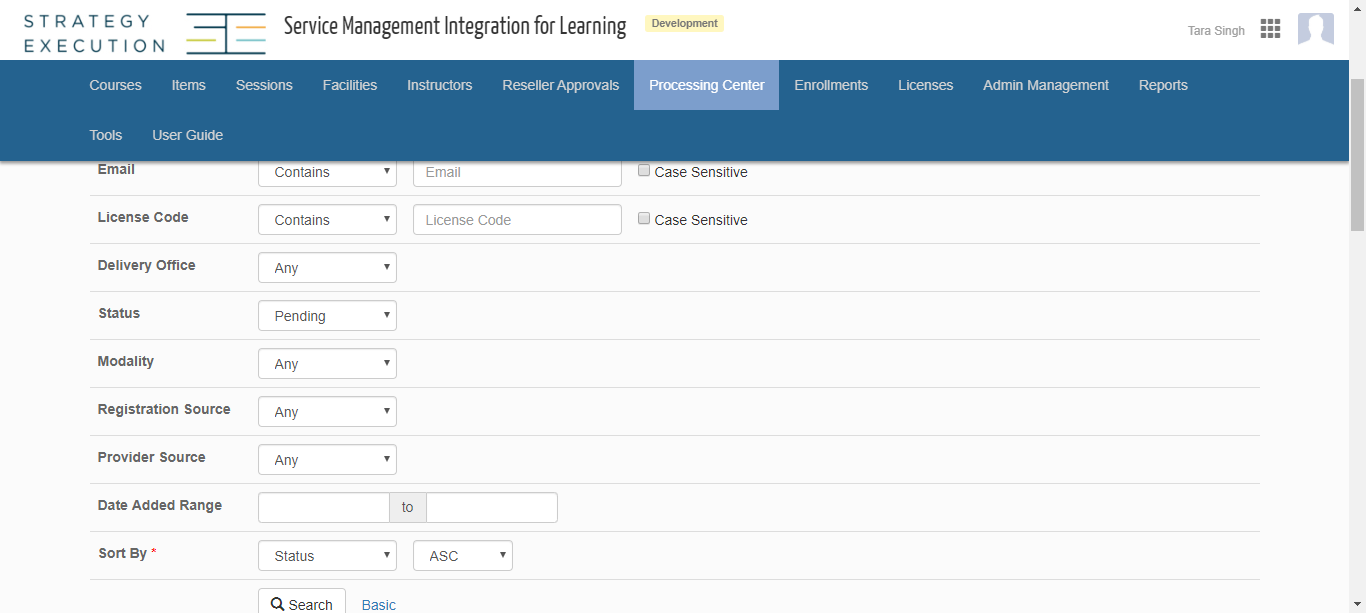 STRATEGY
EXECUTION
Service Management Integration for Learning
Development
Tara Singh
Courses Items Sessions Facilities Instructors Reseller Approvals Processing Center Enrollments Licenses Admin Management Reports
Tools User Guide
Email Contains Email Case Sensitive
License Code Contains License Code Case Sensitive
Delivery Office Any
Status Pending
Modality Any
Registration Source Any
Provider Source Any
Date Added Range to
Sort By * Status ASC
Search Basic